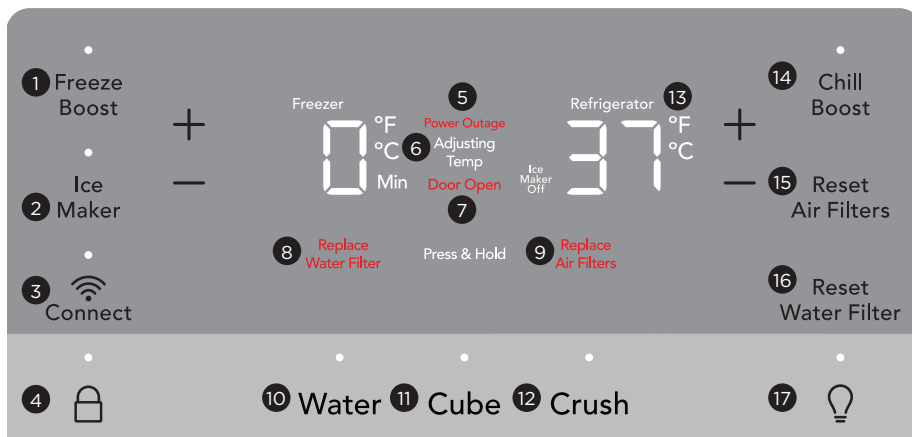 1 Freeze
Boost
2 Ice
Maker
3 Connect
4
+
−
Freezer
0 °F
°C
Min
5
Power Outage
6 Adjusting
Temp
Door Open
7
8 Replace
Water Filter
Press & Hold
Refrigerator 13
Ice
Maker
Off
37 °F
°C
9 Replace
Air Filters
+
−
14 Chill
Boost
15 Reset
Air Filters
16 Reset
Water Filter
10 Water 11 Cube 12 Crush
17